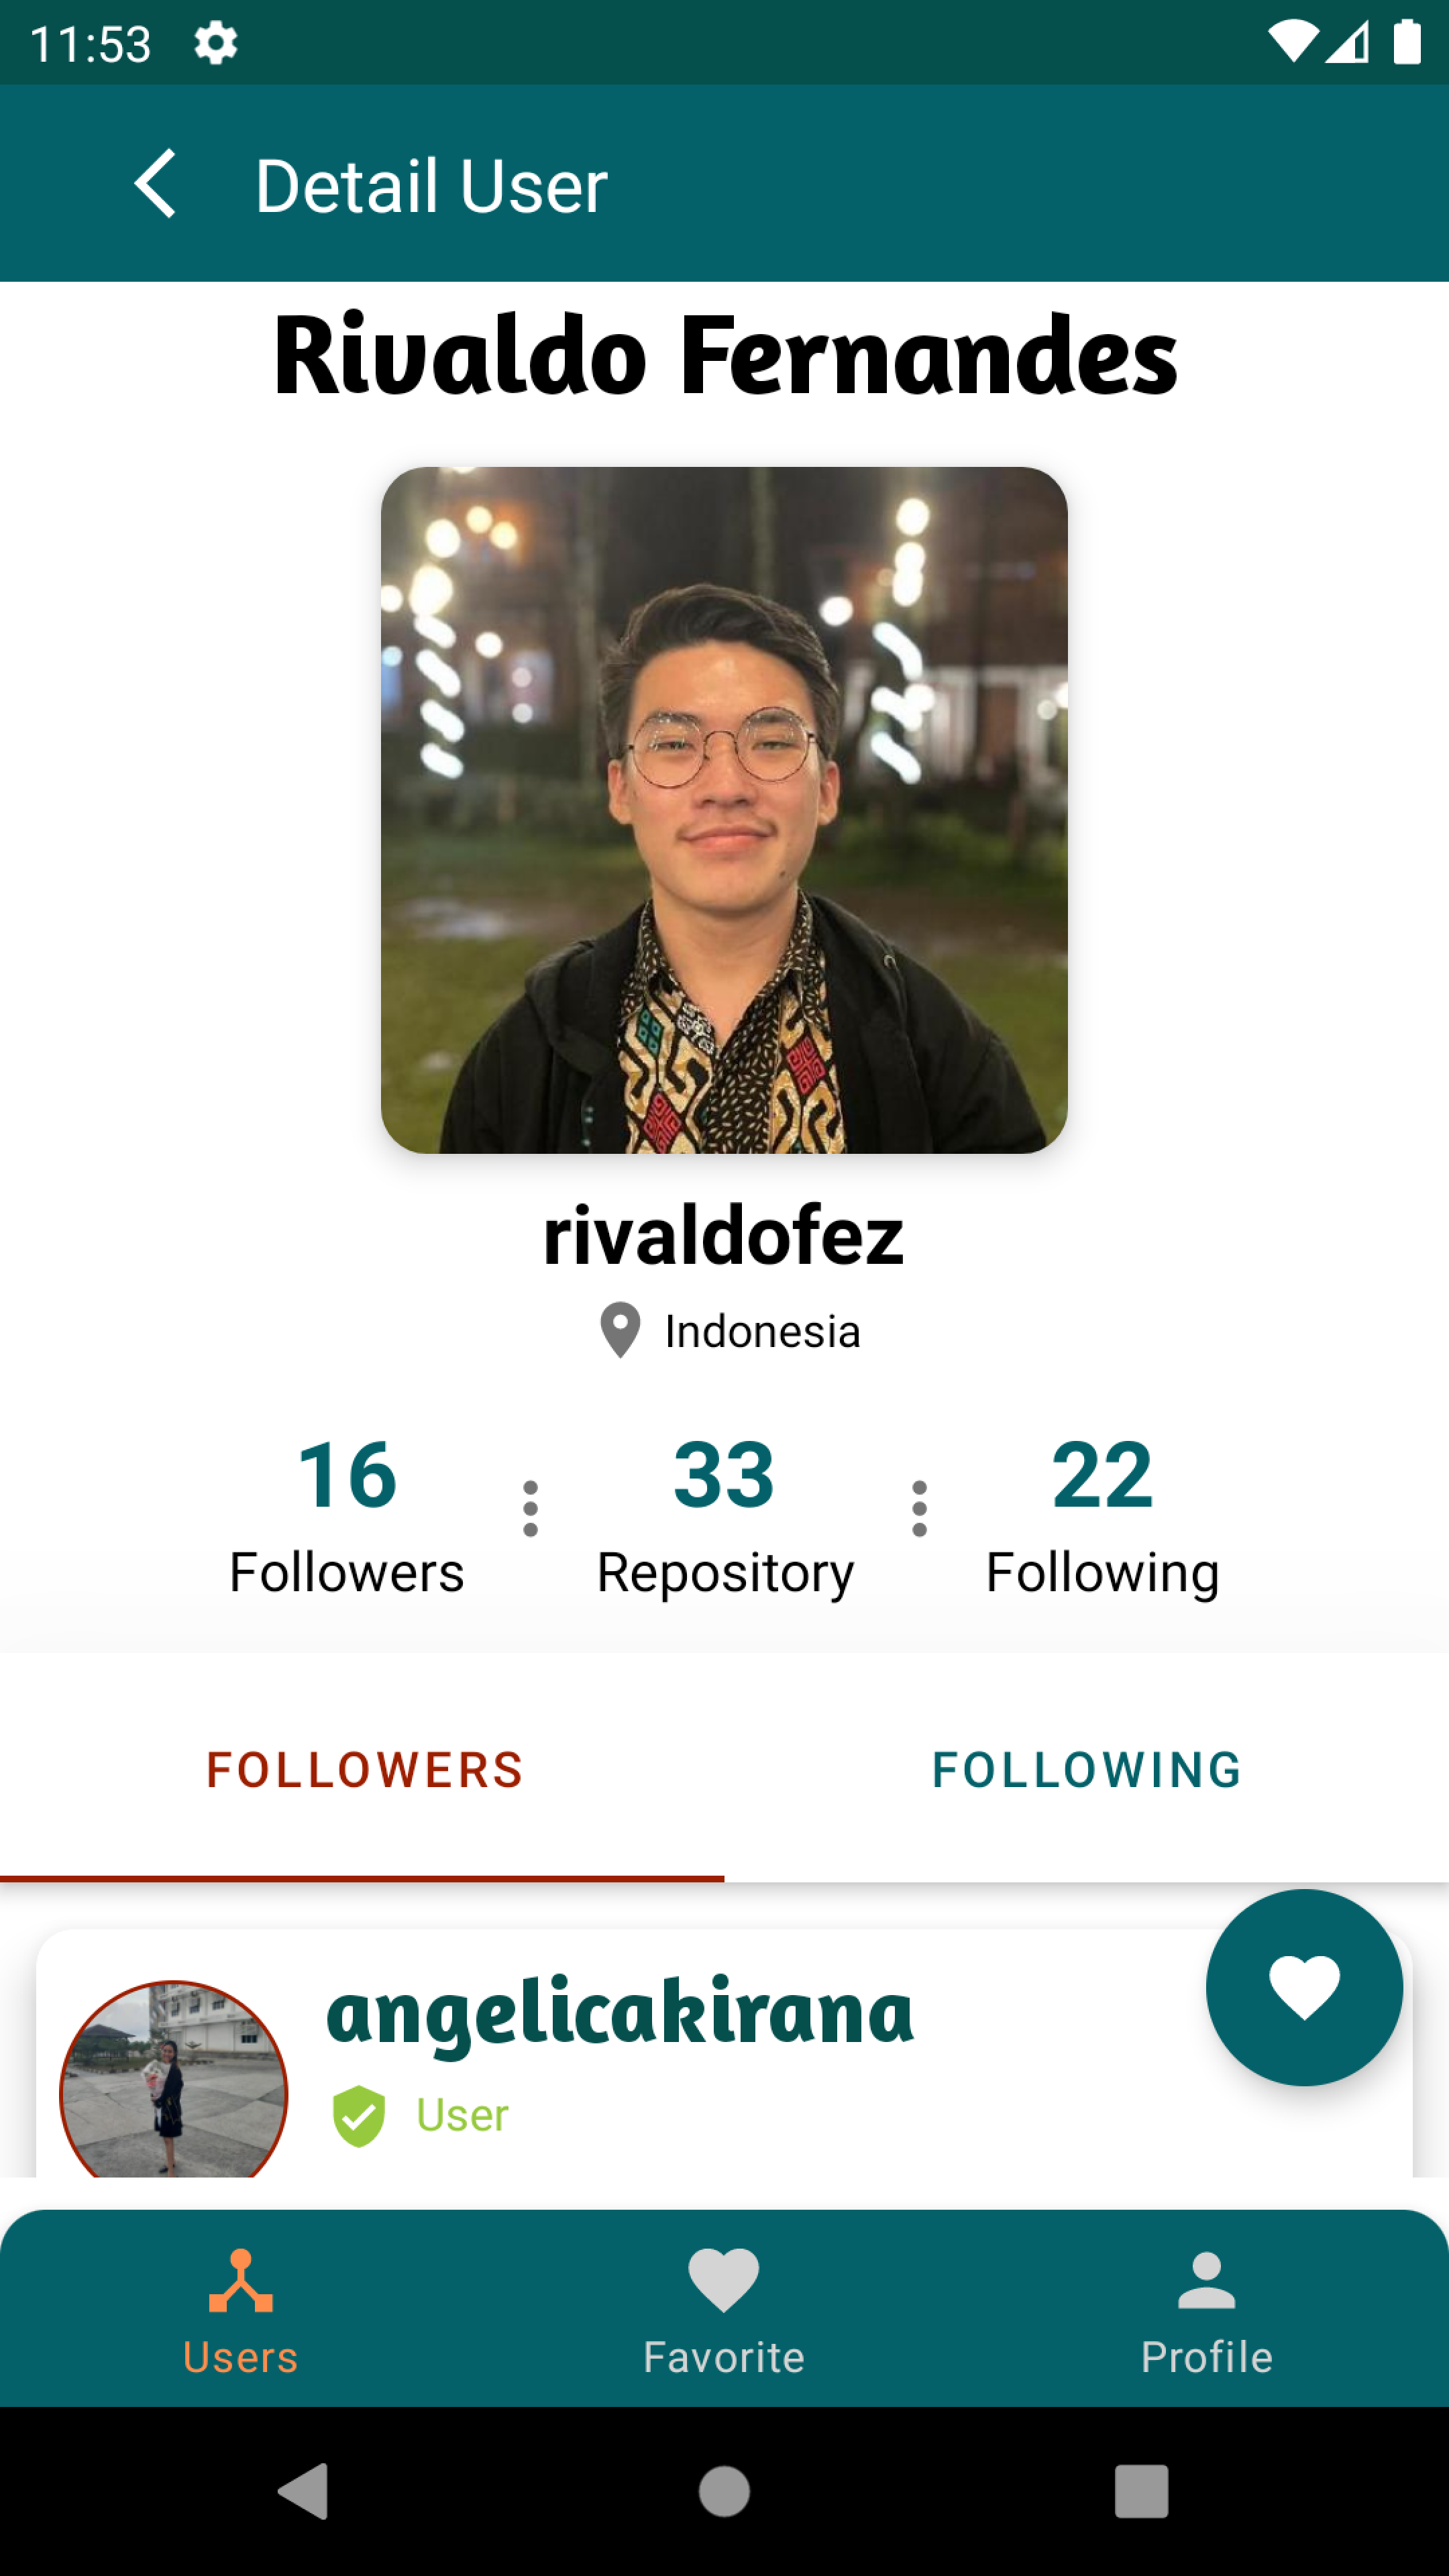 11:53
Detail User
Rivaldo Fernandes
rivaldofez
Indonesia
16 33 22
Followers Repository Following
FOLLOWERS FOLLOWING
angelicakirana
User
Users Favorite Profile